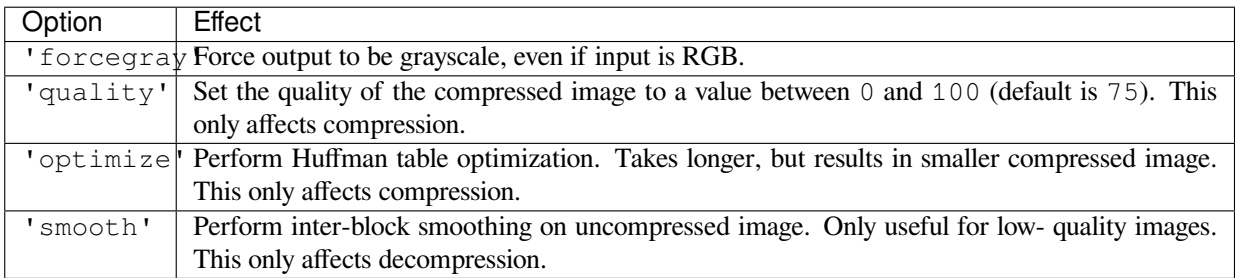 Option Effect
'forcegray' Force output to be grayscale, even if input is RGB.
'quality' Set the quality of the compressed image to a value between 0 and 100 (default is 75). This
only affects compression.
'optimize' Perform Huffman table optimization. Takes longer, but results in smaller compressed image.
This only affects compression.
'smooth' Perform inter-block smoothing on uncompressed image. Only useful for low- quality images.
This only affects decompression.